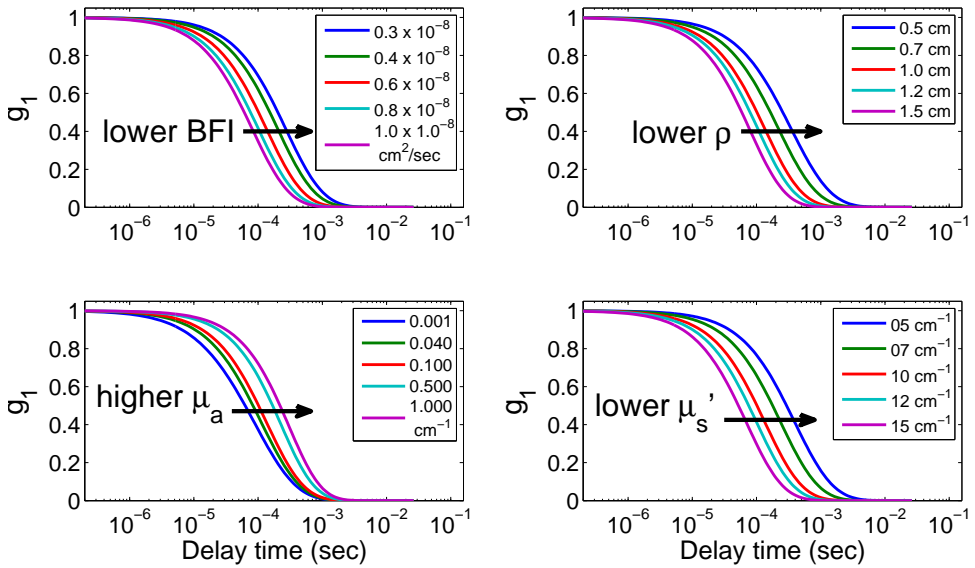 g₁
1
0.8
0.6
0.4
0.2
0
lower BFI
0.3 x 10⁻⁸
0.4 x 10⁻⁸
0.6 x 10⁻⁸
0.8 x 10⁻⁸
1.0 x 1.0⁻⁸
cm²/sec
10⁻⁶ 10⁻⁵ 10⁻⁴ 10⁻³ 10⁻² 10⁻¹
g₁
1
0.8
0.6
0.4
0.2
0
lower ρ
0.5 cm
0.7 cm
1.0 cm
1.2 cm
1.5 cm
10⁻⁶ 10⁻⁵ 10⁻⁴ 10⁻³ 10⁻² 10⁻¹
g₁
1
0.8
0.6
0.4
0.2
0
higher μₐ
0.001
0.040
0.100
0.500
1.000
cm⁻¹
10⁻⁶ 10⁻⁵ 10⁻⁴ 10⁻³ 10⁻² 10⁻¹
Delay time (sec)
g₁
1
0.8
0.6
0.4
0.2
0
lower μₛ'
05 cm⁻¹
07 cm⁻¹
10 cm⁻¹
12 cm⁻¹
15 cm⁻¹
10⁻⁶ 10⁻⁵ 10⁻⁴ 10⁻³ 10⁻² 10⁻¹
Delay time (sec)